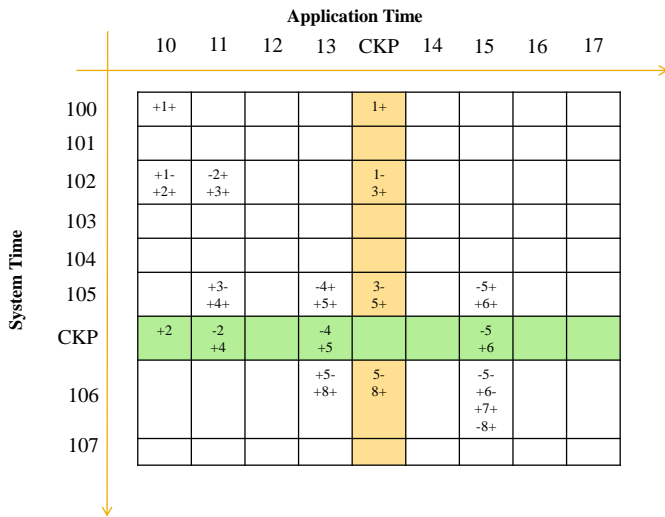 Application Time
10 11 12 13 CKP 14 15 16 17
System Time
100 +1+ 1+
101
102 +1- -2+ 1-
+2+ +3+ 3+
103
104
105 +3- -4+ 3- -5+
+4+ +5+ 5+ +6+
CKP +2 -2 -4 -5
+4 +5 +6
106 +5- 5- -5-
+8+ 8+ +6-
+7+
-8+
107